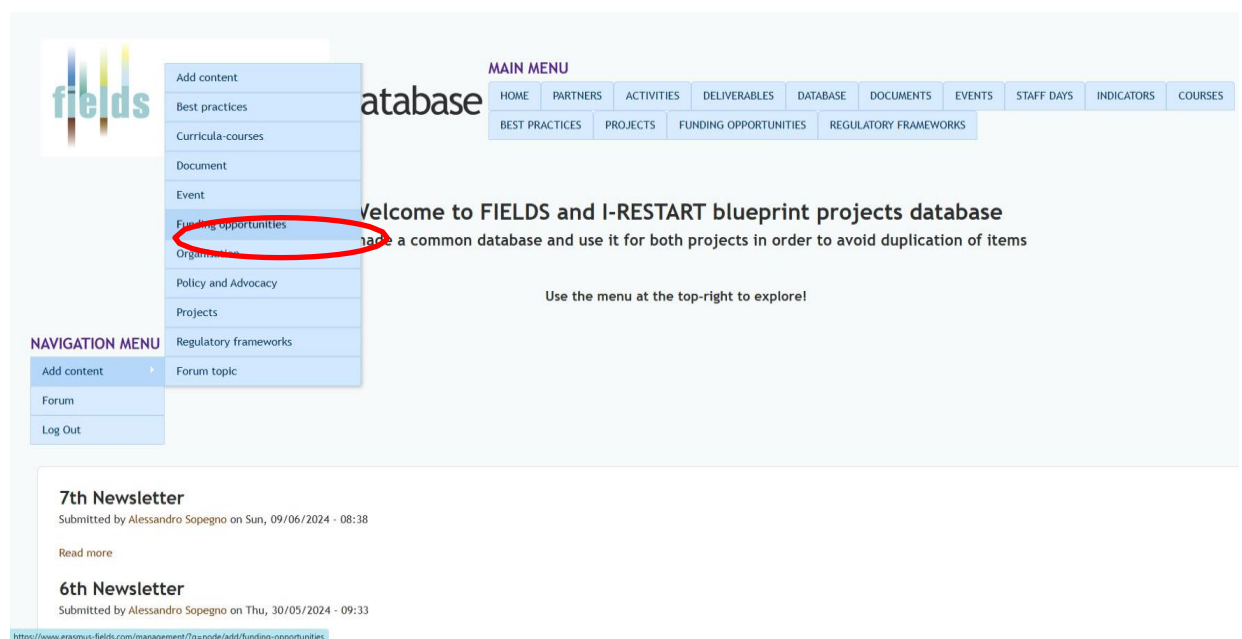 fields
atabase
MAIN MENU
HOME PARTNERS ACTIVITIES DELIVERABLES DATABASE DOCUMENTS EVENTS STAFF DAYS INDICATORS COURSES
BEST PRACTICES PROJECTS FUNDING OPPORTUNITIES REGULATORY FRAMEWORKS
Add content
Best practices
Curricula-courses
Document
Event
Funding opportunities
Organisation
Policy and Advocacy
Projects
Regulatory frameworks
Forum topic
elcome to FIELDS and I-RESTART blueprint projects database
made a common database and use it for both projects in order to avoid duplication of items
Use the menu at the top-right to explore!
NAVIGATION MENU
Add content
Forum
Log Out
7th Newsletter
Submitted by Alessandro Sopegno on Sun, 09/06/2024 - 08:38
Read more
6th Newsletter
Submitted by Alessandro Sopegno on Thu, 30/05/2024 - 09:33
https://www.erasmus-fields.com/management/?q=node/add/funding-opportunities